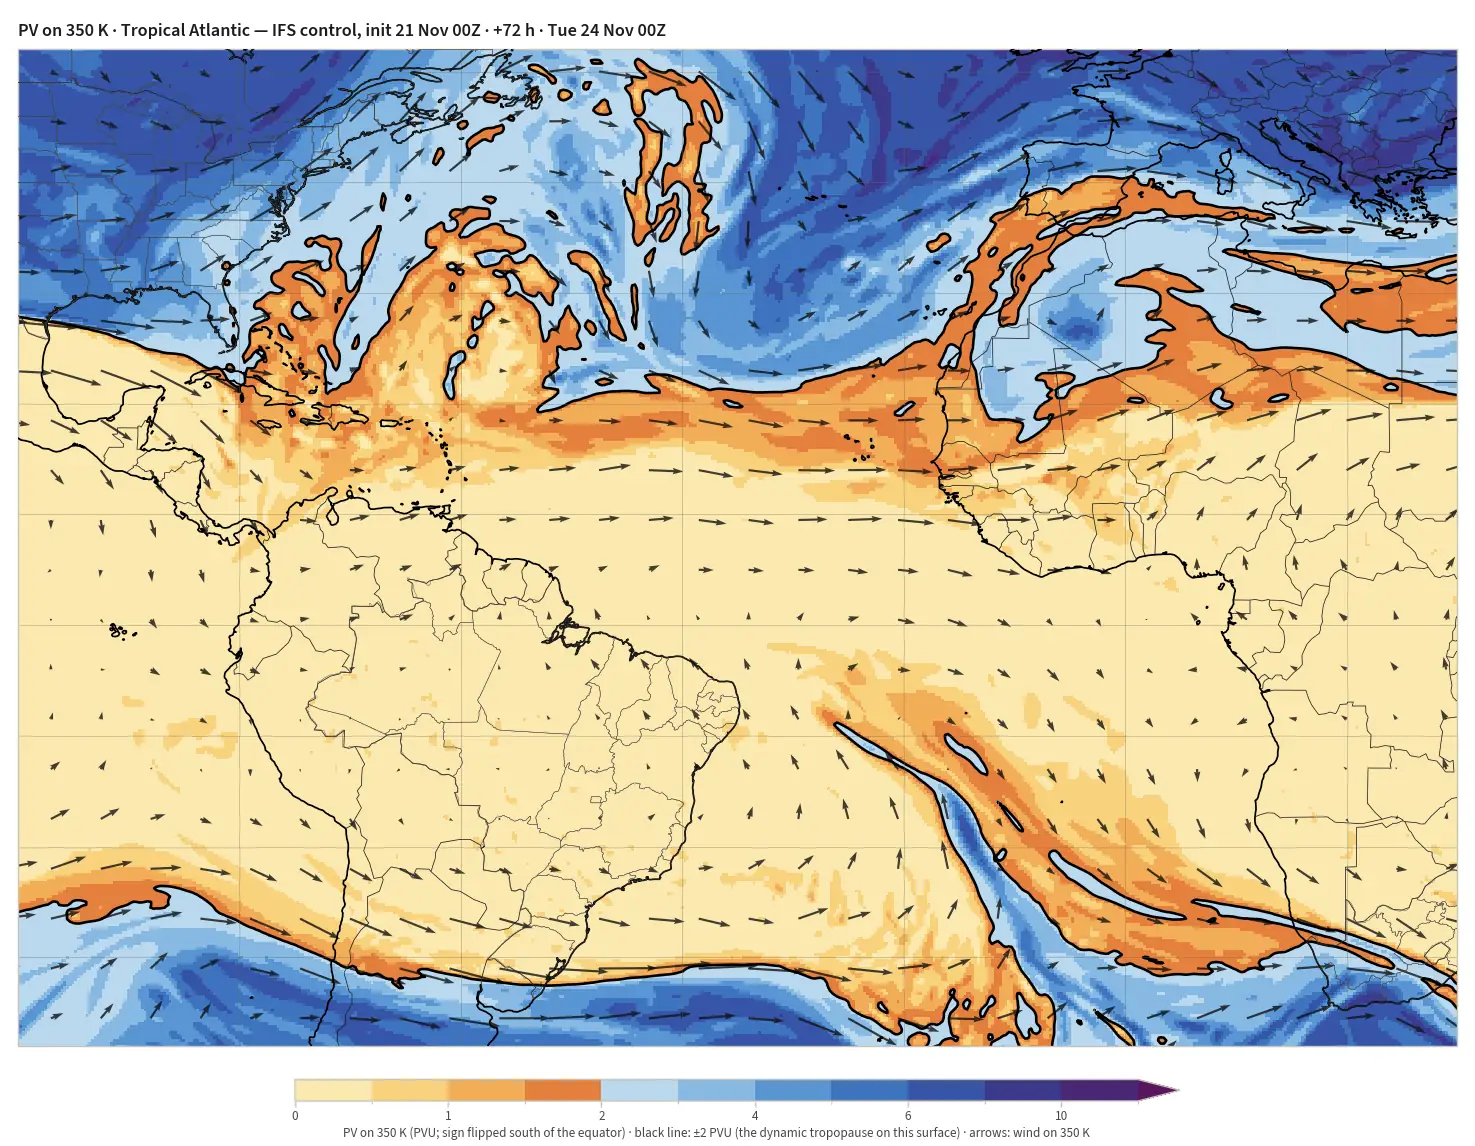 PV on 350 K · Tropical Atlantic — IFS control, init 21 Nov 00Z · +72 h · Tue 24 Nov 00Z
0 1 2 4 6 10
PV on 350 K (PVU; sign flipped south of the equator) · black line: ±2 PVU (the dynamic tropopause on this surface) · arrows: wind on 350 K